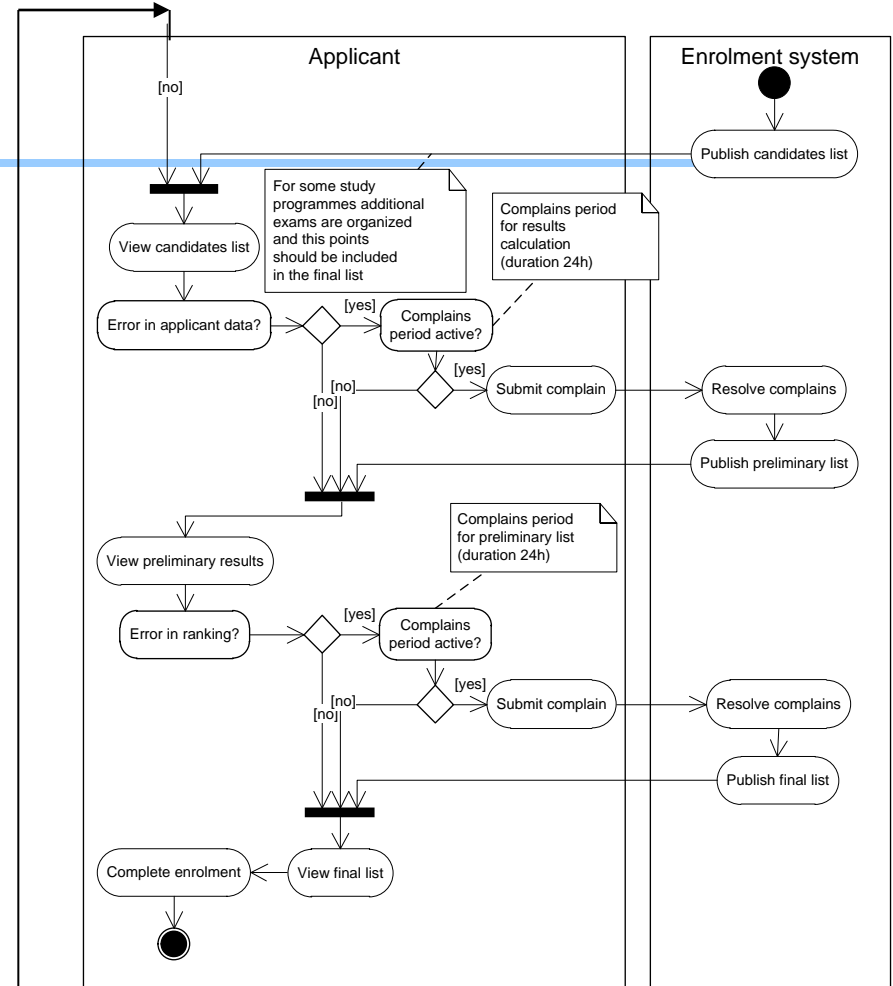 Applicant
Enrolment system
[no]
Publish candidates list
For some study
programmes additional
exams are organized
and this points
should be included
in the final list
Complains period
for results
calculation
(duration 24h)
View candidates list
Error in applicant data?
[yes]
Complains
period active?
[yes]
[no]
[no]
Submit complain
Resolve complains
Publish preliminary list
Complains period
for preliminary list
(duration 24h)
View preliminary results
Error in ranking?
[yes]
Complains
period active?
[yes]
[no]
[no]
Submit complain
Resolve complains
Publish final list
Complete enrolment
View final list